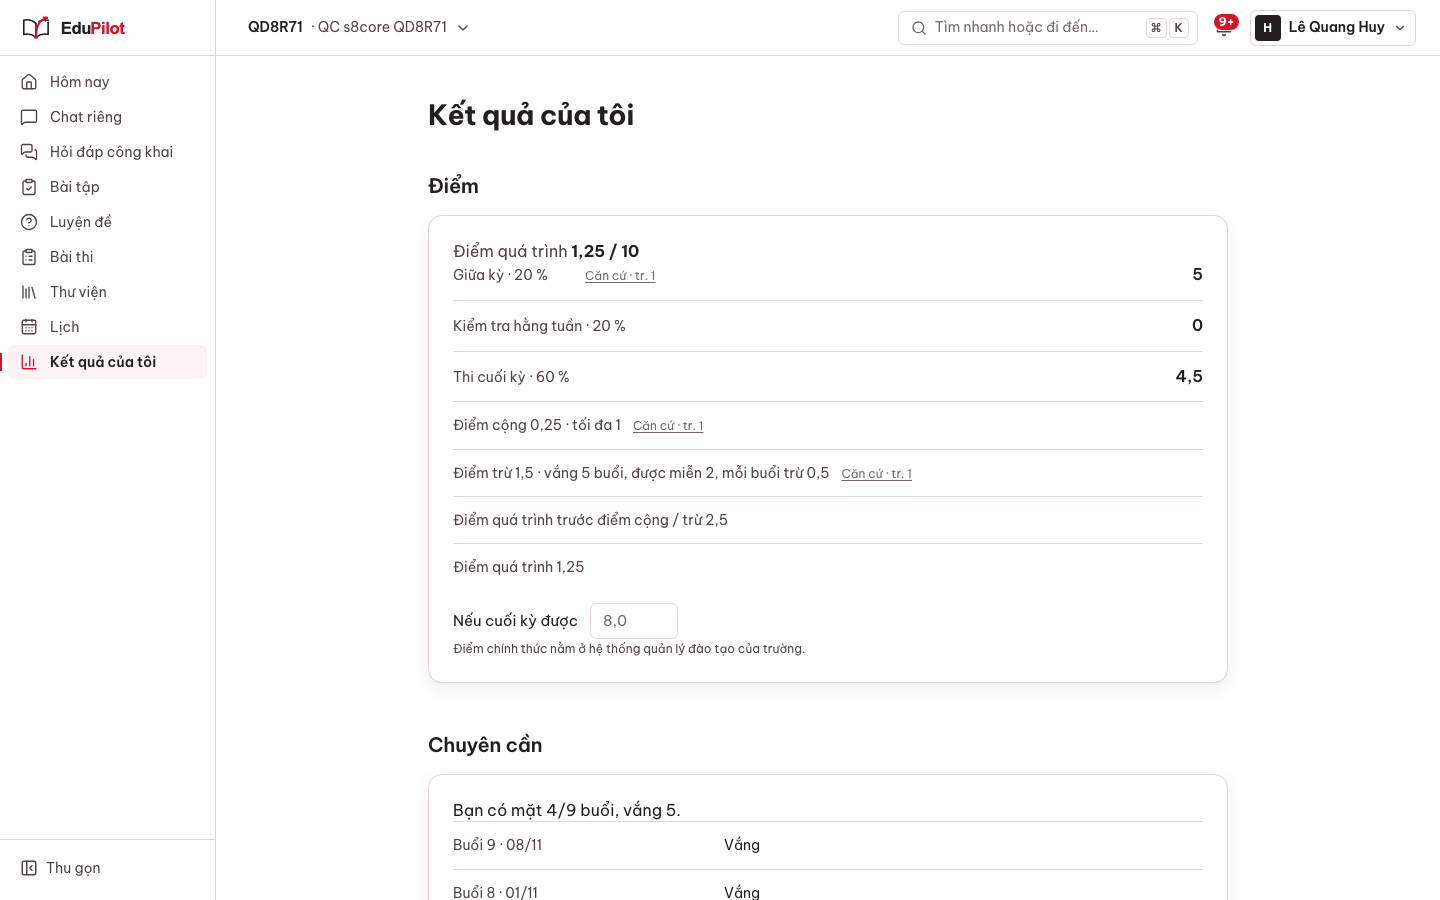 EduPilot
QD8R71 · QC s8core QD8R71
Tìm nhanh hoặc đi đến...
⌘ K
9+
H Lê Quang Huy
Hôm nay
Chat riêng
Hỏi đáp công khai
Bài tập
Luyện đề
Bài thi
Thư viện
Lịch
Kết quả của tôi
Thu gọn
Kết quả của tôi
Điểm
Điểm quá trình 1,25 / 10
Giữa kỳ · 20 % Căn cứ · tr. 1 5
Kiểm tra hằng tuần · 20 % 0
Thi cuối kỳ · 60 % 4,5
Điểm cộng 0,25 · tối đa 1 Căn cứ · tr. 1
Điểm trừ 1,5 · vắng 5 buổi, được miễn 2, mỗi buổi trừ 0,5 Căn cứ · tr. 1
Điểm quá trình trước điểm cộng / trừ 2,5
Điểm quá trình 1,25
Nếu cuối kỳ được 8,0
Điểm chính thức nằm ở hệ thống quản lý đào tạo của trường.
Chuyên cần
Bạn có mặt 4/9 buổi, vắng 5.
Buổi 9 · 08/11 Vắng
Buổi 8 · 01/11 Vắng